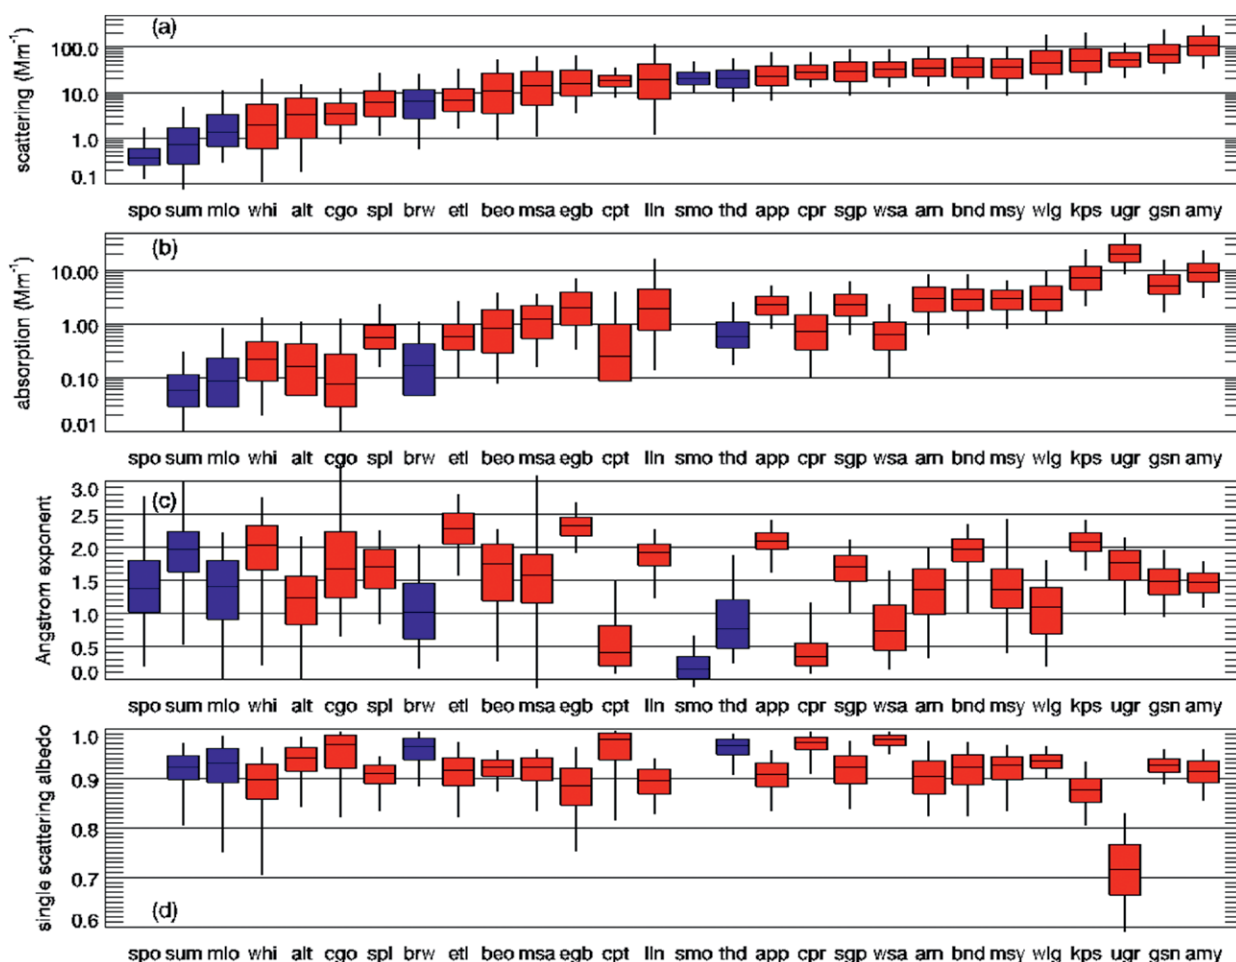 (a)
scattering (Mm-1)
100.0
10.0
1.0
0.1
spo sum mlo whi alt cgo spl brw etl beo msa egb cpt lln smo thd app cpr sgp wsa arn bnd msy wlg kps ugr gsn amy
(b)
absorption (Mm-1)
10.00
1.00
0.10
0.01
spo sum mlo whi alt cgo spl brw etl beo msa egb cpt lln smo thd app cpr sgp wsa arn bnd msy wlg kps ugr gsn amy
(c)
Angstrom exponent
3.0
2.5
2.0
1.5
1.0
0.5
0.0
spo sum mlo whi alt cgo spl brw etl beo msa egb cpt lln smo thd app cpr sgp wsa arn bnd msy wlg kps ugr gsn amy
single scattering albedo
1.0
0.9
0.8
0.7
0.6
(d)
spo sum mlo whi alt cgo spl brw etl beo msa egb cpt lln smo thd app cpr sgp wsa arn bnd msy wlg kps ugr gsn amy